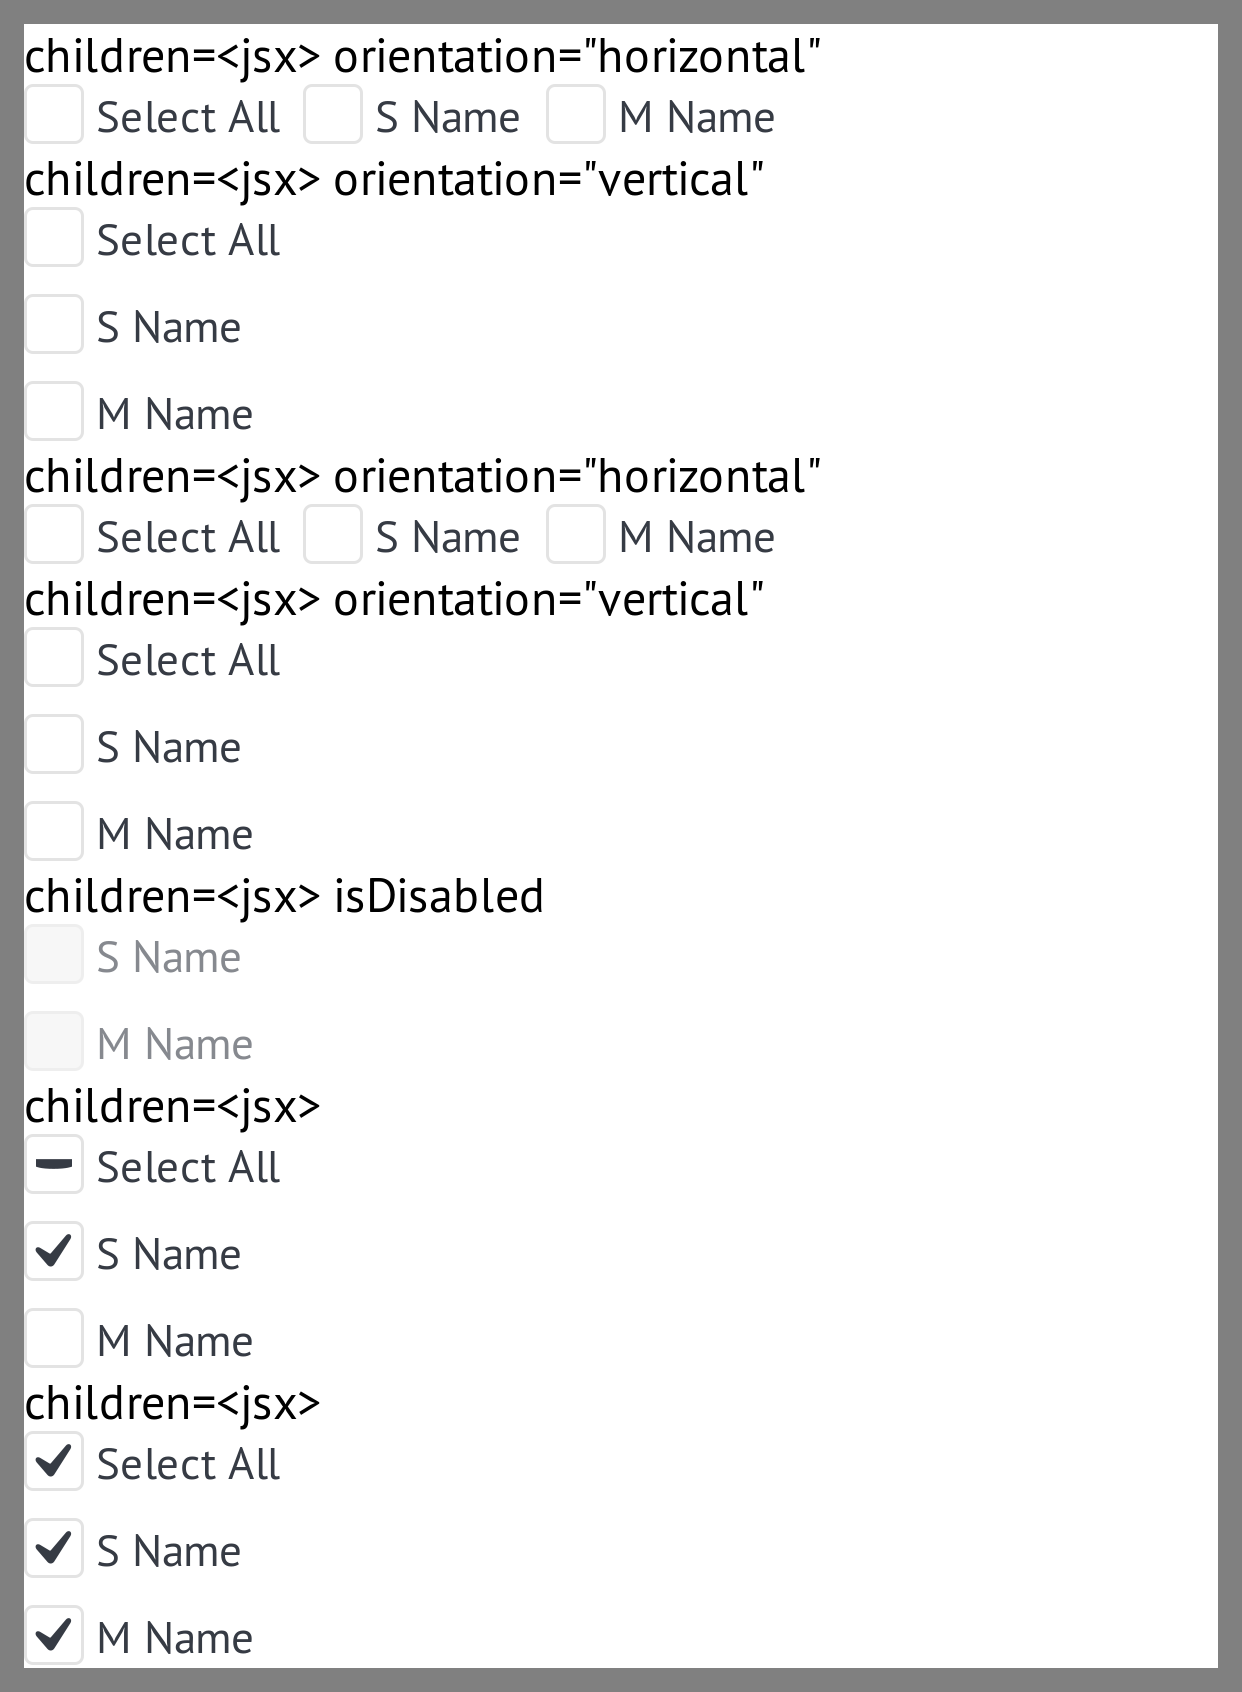 children=<jsx> orientation="horizontal"
Select All S Name M Name
children=<jsx> orientation="vertical"
Select All
S Name
M Name
children=<jsx> orientation="horizontal"
Select All S Name M Name
children=<jsx> orientation="vertical"
Select All
S Name
M Name
children=<jsx> isDisabled
S Name
M Name
children=<jsx>
Select All
S Name
M Name
children=<jsx>
Select All
S Name
M Name